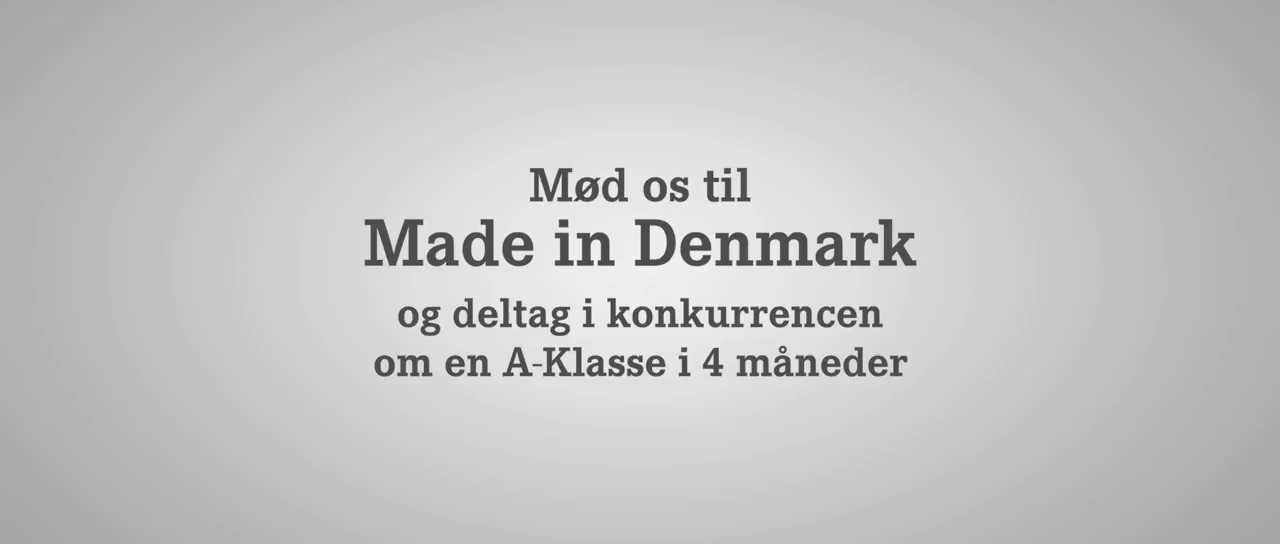 Mød os til
Made in Denmark
og deltag i konkurrencen
om en A-Klasse i 4 måneder